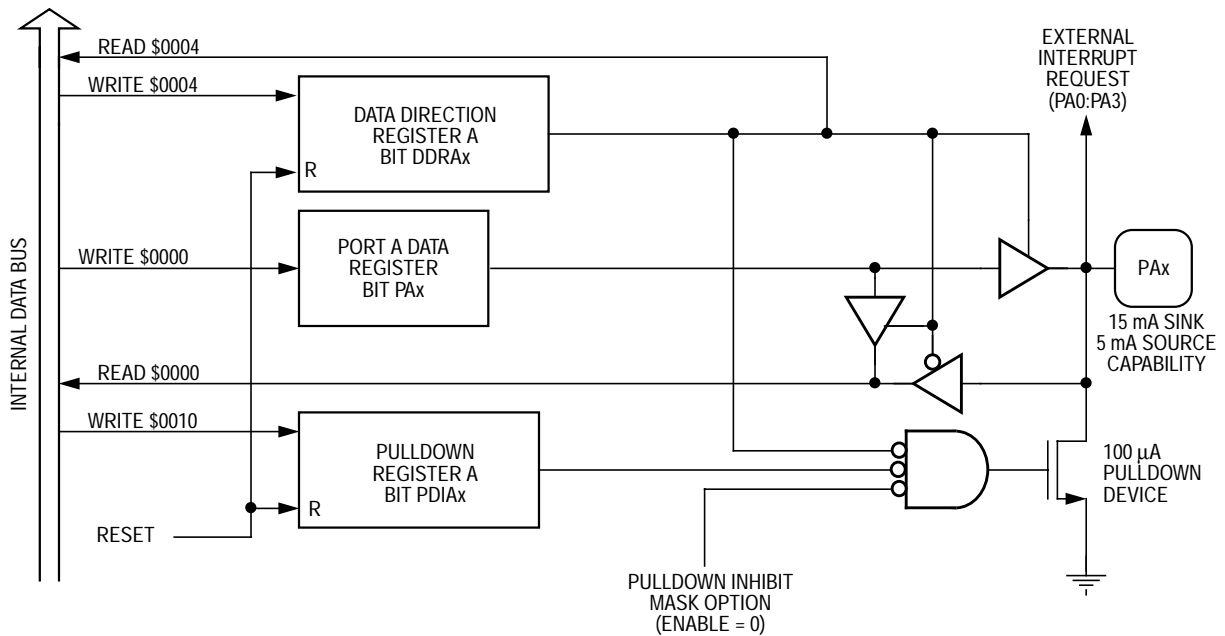 READ $0004
WRITE $0004
DATA DIRECTION
REGISTER A
BIT DDRAx
R
EXTERNAL
INTERRUPT
REQUEST
(PA0:PA3)
INTERNAL DATA BUS
WRITE $0000
PORT A DATA
REGISTER
BIT PAx
PAx
15 mA SINK
5 mA SOURCE
CAPABILITY
READ $0000
WRITE $0010
PULLDOWN
REGISTER A
BIT PDIAx
R
RESET
100 µA
PULLDOWN
DEVICE
PULLDOWN INHIBIT
MASK OPTION
(ENABLE = 0)